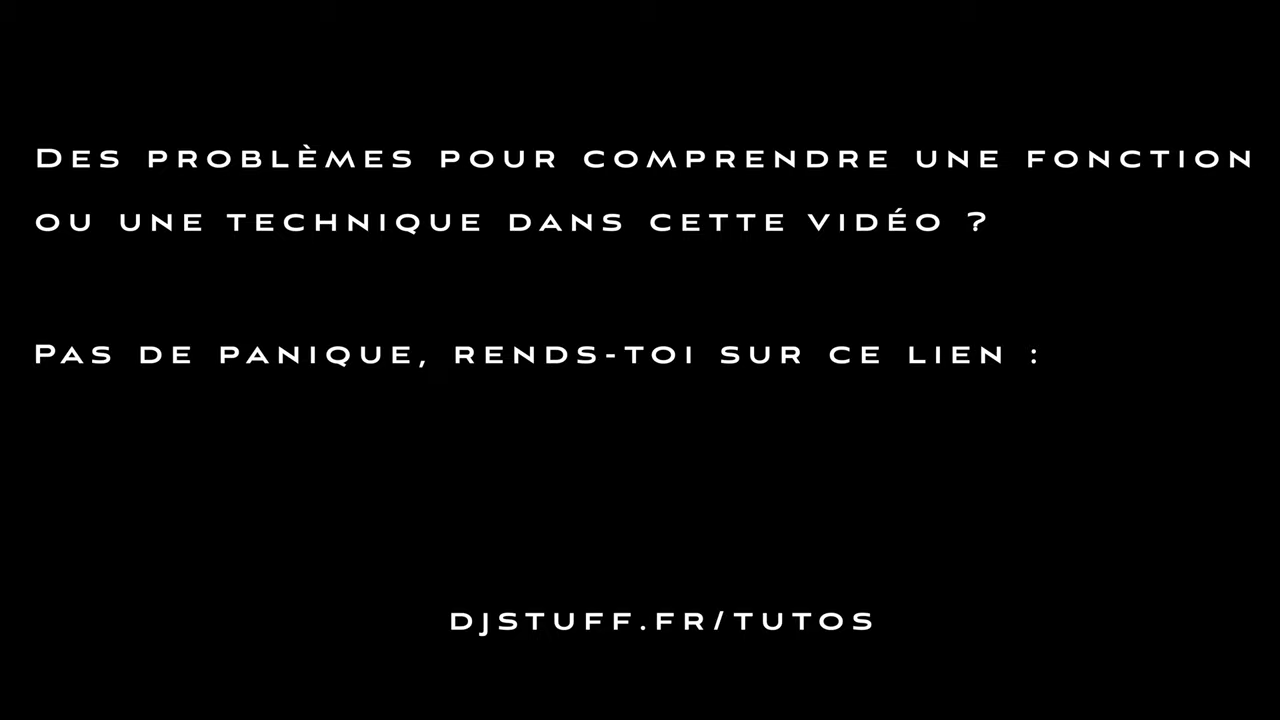 Des problèmes pour comprendre une fonction
ou une technique dans cette vidéo ?
Pas de panique, rends-toi sur ce lien :
djstuff.fr/tutos